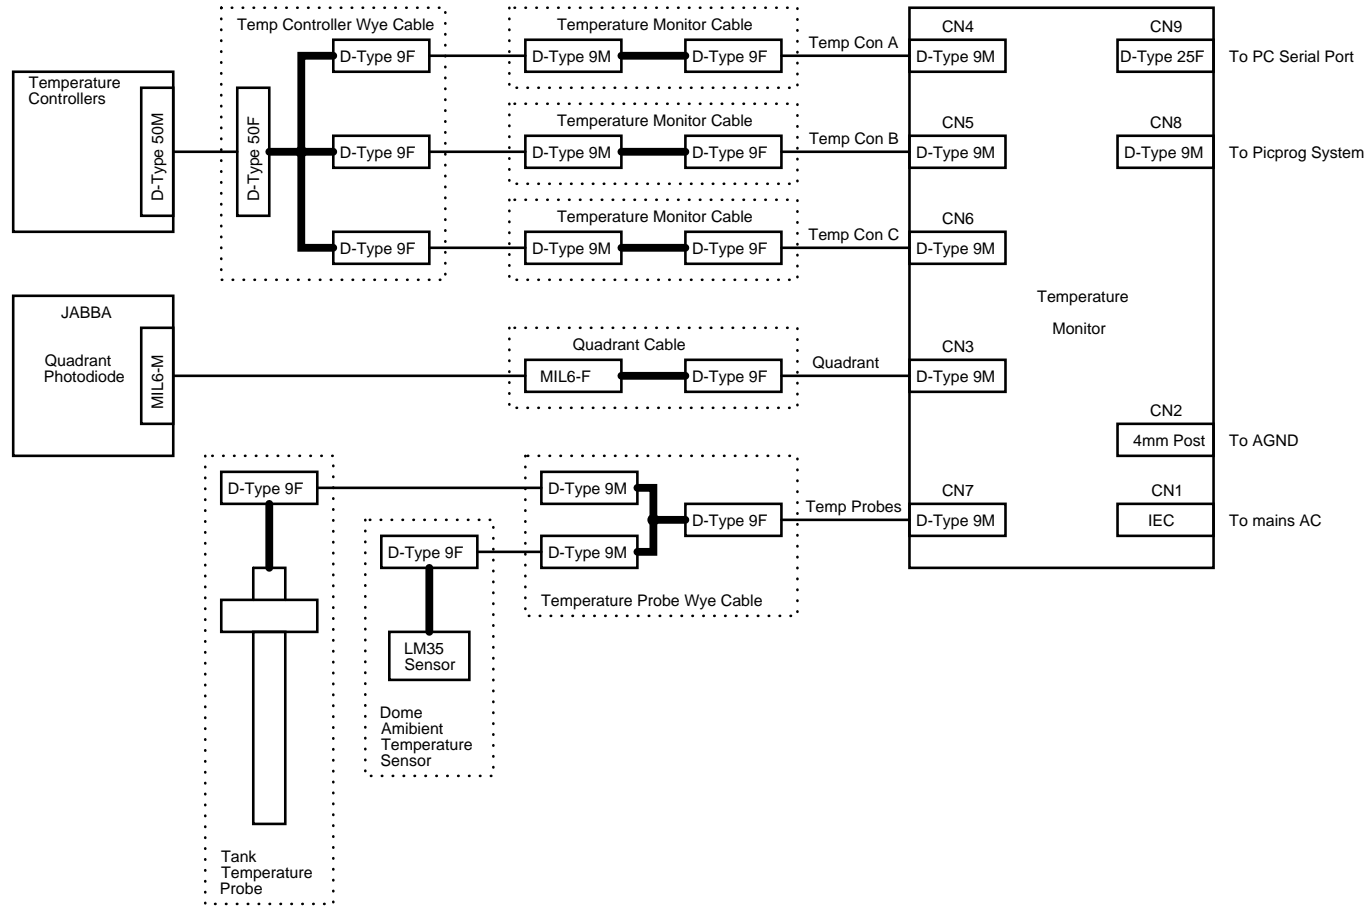 Temp Controller Wye Cable
Temperature Monitor Cable
CN4
CN9
D-Type 9F
D-Type 9M
D-Type 9F
Temp Con A
D-Type 9M
D-Type 25F
To PC Serial Port
Temperature
Controllers
D-Type 50M
D-Type 50F
Temperature Monitor Cable
CN5
CN8
D-Type 9F
D-Type 9M
D-Type 9F
Temp Con B
D-Type 9M
D-Type 9M
To Picprog System
Temperature Monitor Cable
CN6
D-Type 9F
D-Type 9M
D-Type 9F
Temp Con C
D-Type 9M
Temperature
Monitor
JABBA
Quadrant
Photodiode
MIL6-M
Quadrant Cable
MIL6-F
D-Type 9F
Quadrant
CN3
D-Type 9M
CN2
4mm Post
To AGND
D-Type 9F
D-Type 9M
D-Type 9F
Temp Probes
CN7
D-Type 9M
CN1
IEC
To mains AC
D-Type 9F
D-Type 9M
Temperature Probe Wye Cable
LM35
Sensor
Dome
Amibient
Temperature
Sensor
Tank
Temperature
Probe